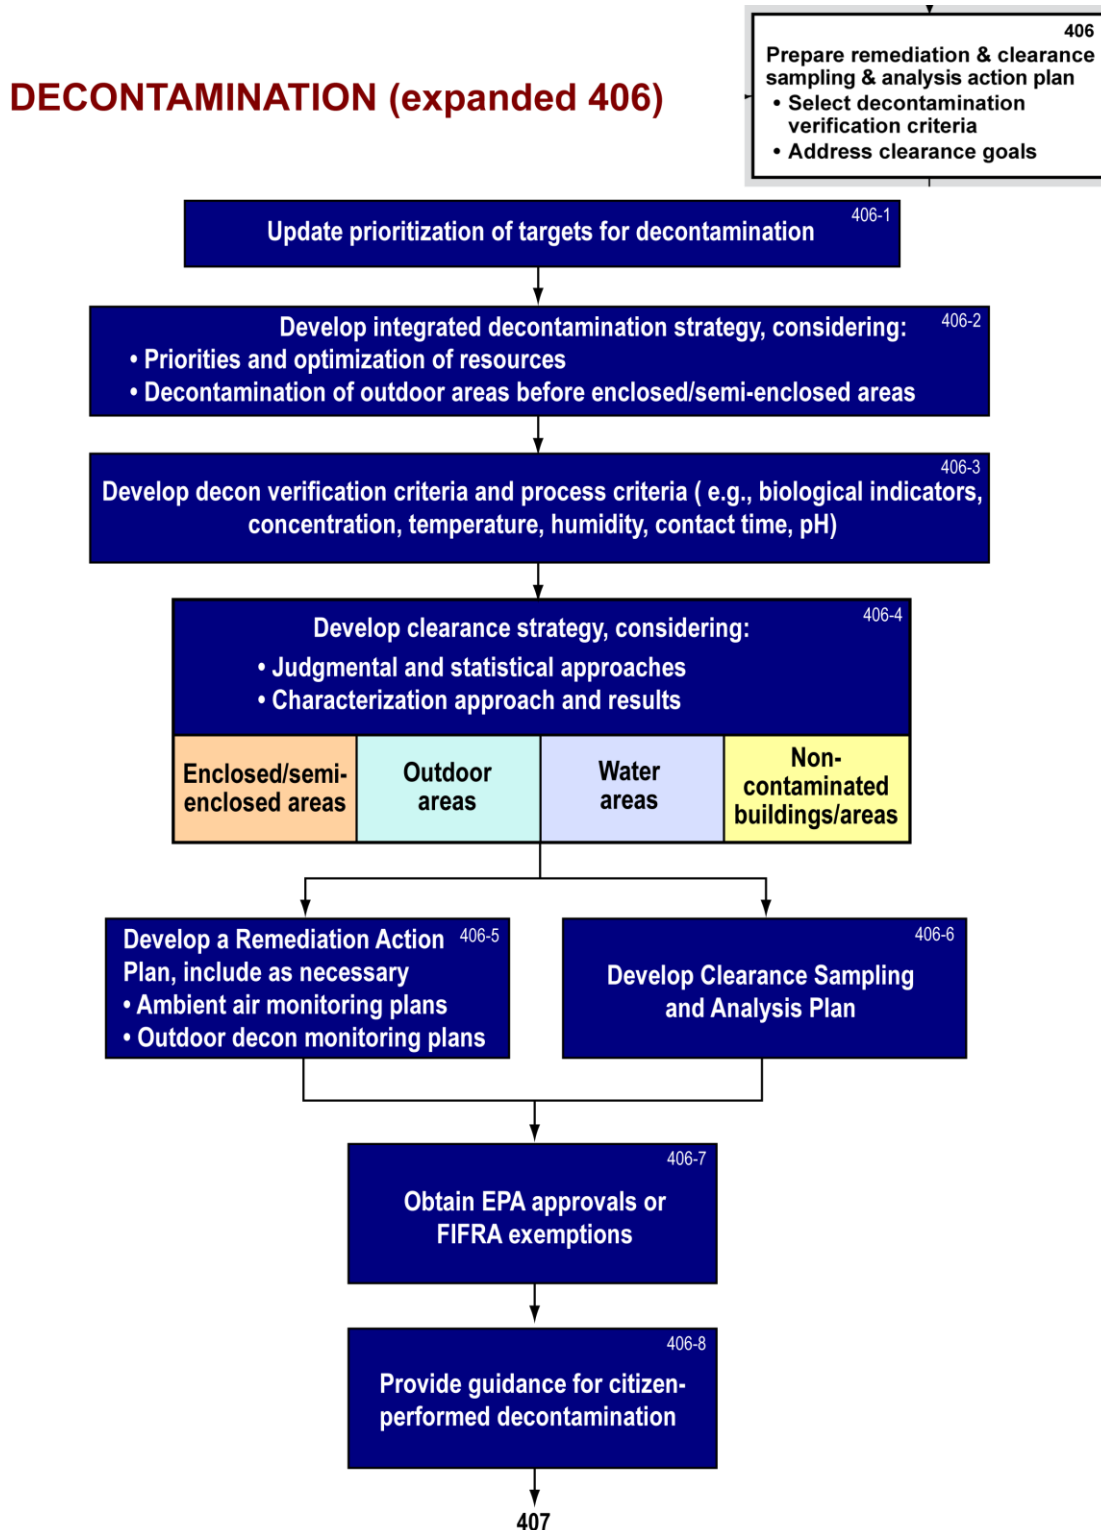 DECONTAMINATION (expanded 406)
406
Prepare remediation & clearance
sampling & analysis action plan
• Select decontamination
verification criteria
• Address clearance goals
406-1
Update prioritization of targets for decontamination
406-2
Develop integrated decontamination strategy, considering:
• Priorities and optimization of resources
• Decontamination of outdoor areas before enclosed/semi-enclosed areas
406-3
Develop decon verification criteria and process criteria ( e.g., biological indicators,
concentration, temperature, humidity, contact time, pH)
406-4
Develop clearance strategy, considering:
• Judgmental and statistical approaches
• Characterization approach and results
Enclosed/semi-
enclosed areas
Outdoor
areas
Water
areas
Non-
contaminated
buildings/areas
406-5
Develop a Remediation Action
Plan, include as necessary
• Ambient air monitoring plans
• Outdoor decon monitoring plans
406-6
Develop Clearance Sampling
and Analysis Plan
406-7
Obtain EPA approvals or
FIFRA exemptions
406-8
Provide guidance for citizen-
performed decontamination
407